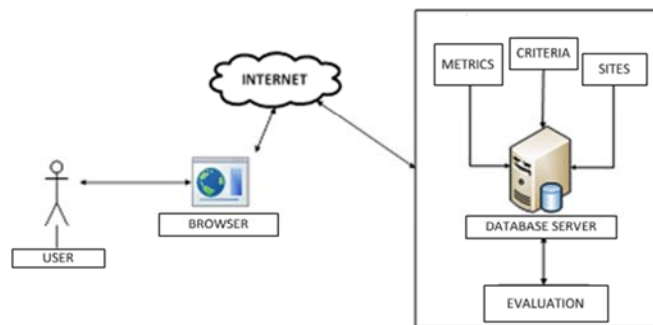 INTERNET
METRICS
CRITERIA
SITES
USER
BROWSER
DATABASE SERVER
EVALUATION